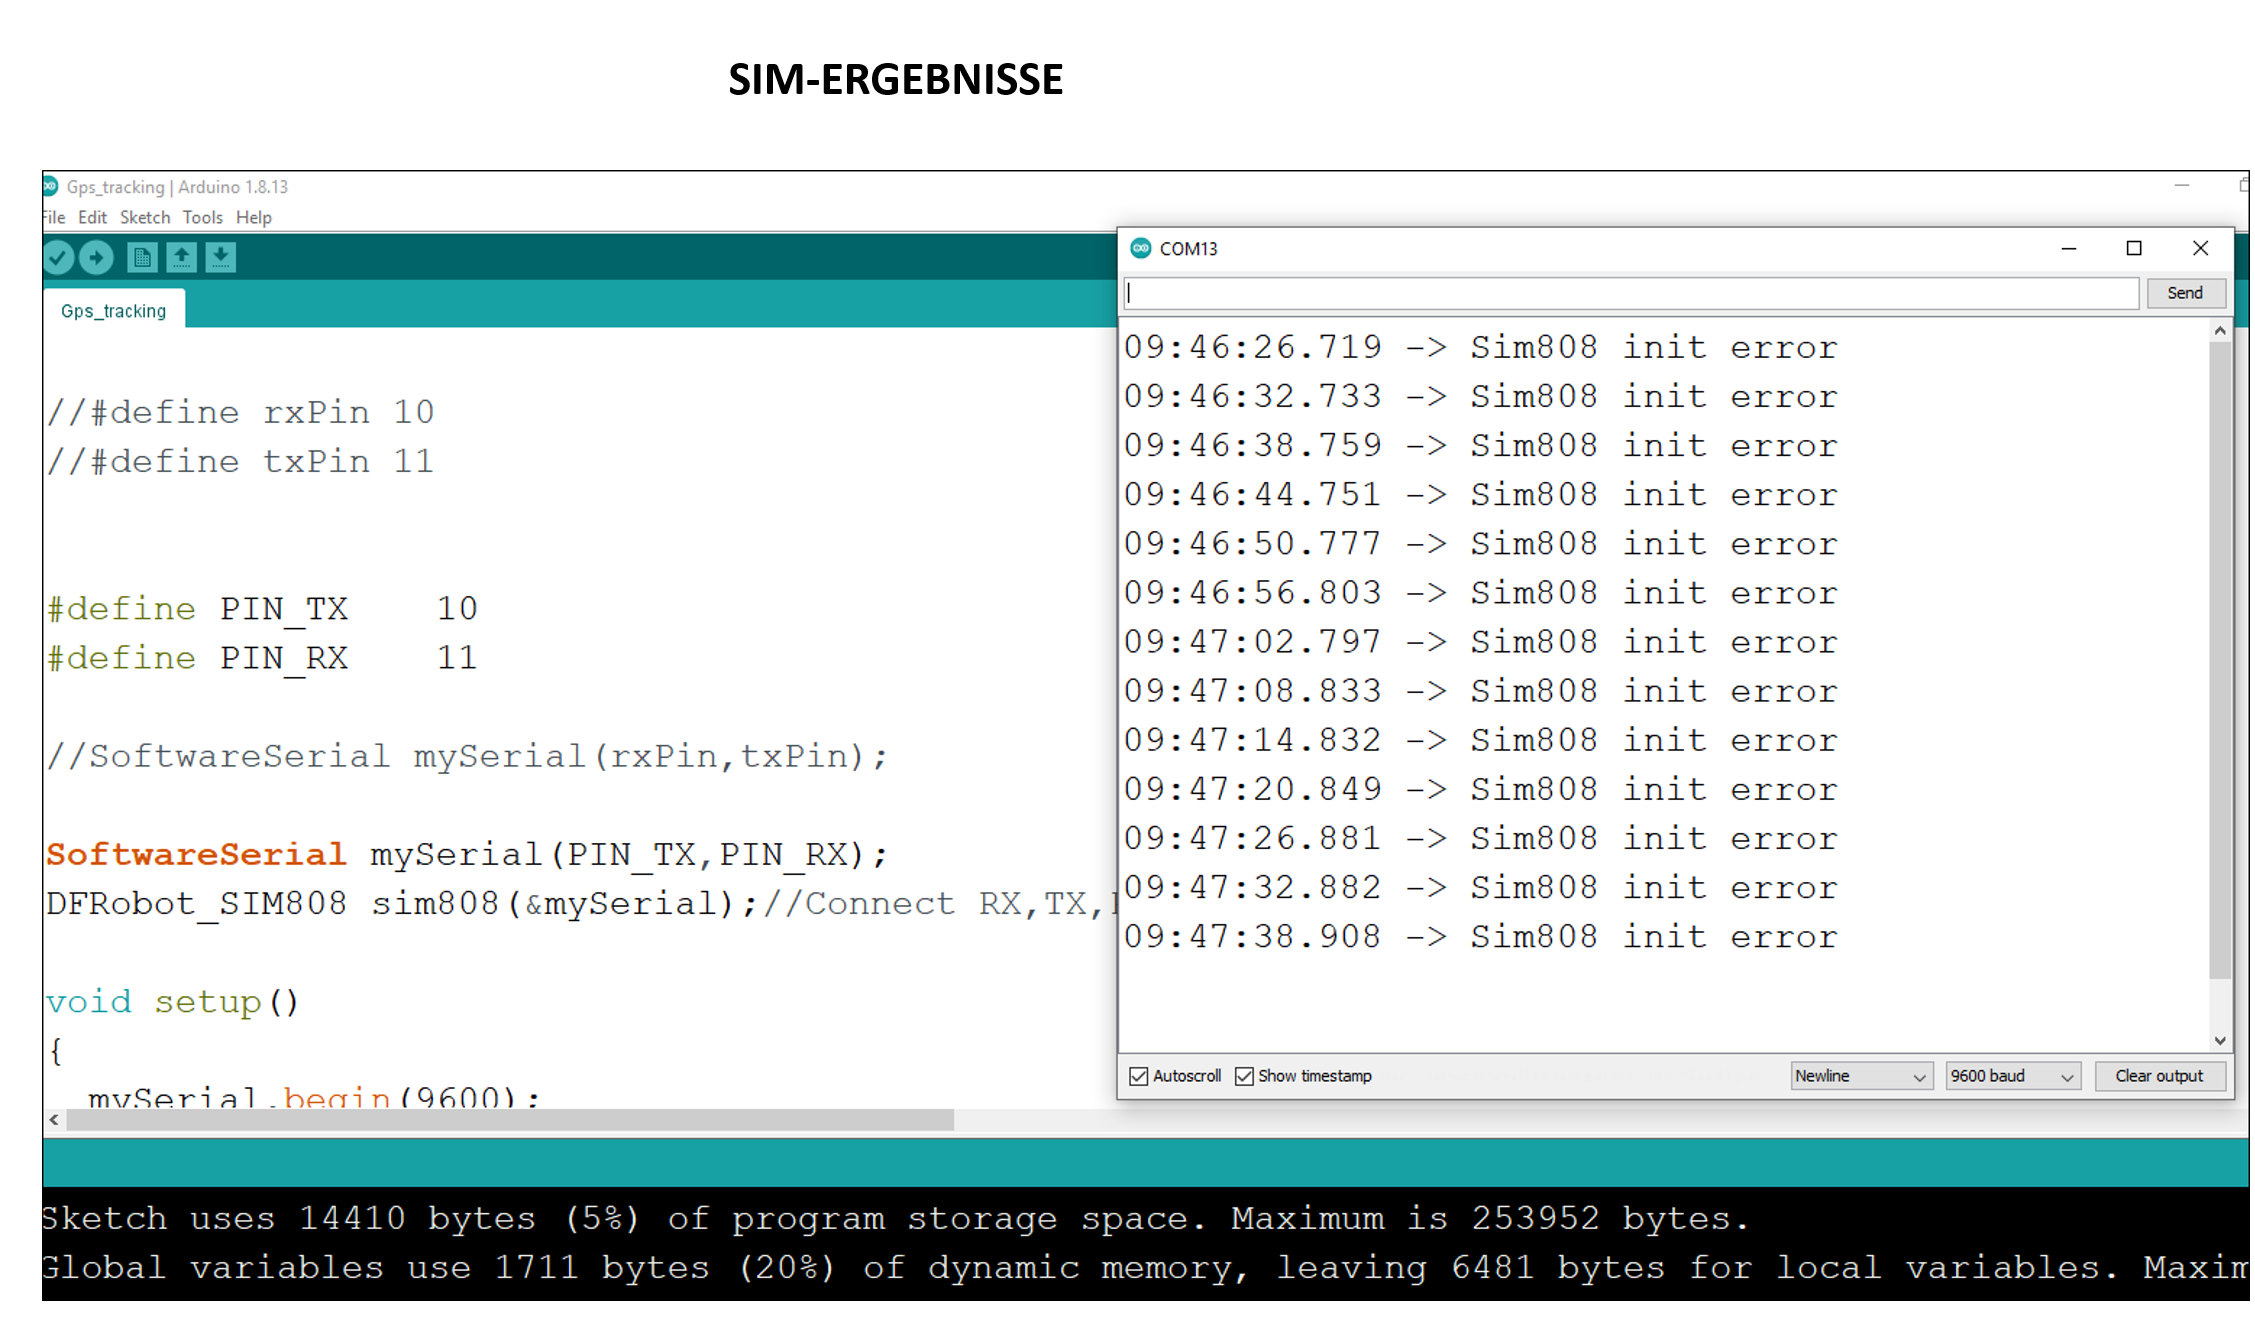 SIM-ERGEBNISSE
Gps_tracking | Arduino 1.8.13
File Edit Sketch Tools Help
Gps_tracking
//#define rxPin 10
//#define txPin 11
#define PIN_TX 10
#define PIN_RX 11
//SoftwareSerial mySerial(rxPin,txPin);
SoftwareSerial mySerial(PIN_TX,PIN_RX);
DFRobot_SIM808 sim808(&mySerial);//Connect RX,TX,
void setup()
{
mySerial.begin(9600);
COM13
Send
09:46:26.719 -> Sim808 init error
09:46:32.733 -> Sim808 init error
09:46:38.759 -> Sim808 init error
09:46:44.751 -> Sim808 init error
09:46:50.777 -> Sim808 init error
09:46:56.803 -> Sim808 init error
09:47:02.797 -> Sim808 init error
09:47:08.833 -> Sim808 init error
09:47:14.832 -> Sim808 init error
09:47:20.849 -> Sim808 init error
09:47:26.881 -> Sim808 init error
09:47:32.882 -> Sim808 init error
09:47:38.908 -> Sim808 init error
Autoscroll Show timestamp Newline 9600 baud Clear output
Sketch uses 14410 bytes (5%) of program storage space. Maximum is 253952 bytes.
Global variables use 1711 bytes (20%) of dynamic memory, leaving 6481 bytes for local variables. Maxim